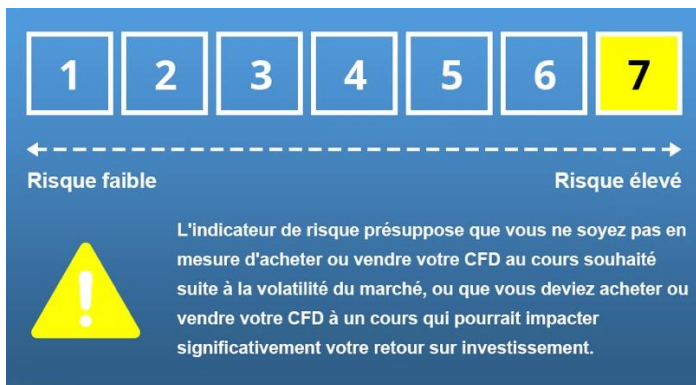 1 2 3 4 5 6 7
Risque faible Risque élevé
L'indicateur de risque présuppose que vous ne soyez pas en
mesure d'acheter ou vendre votre CFD au cours souhaité
suite à la volatilité du marché, ou que vous deviez acheter ou
vendre votre CFD à un cours qui pourrait impacter
significativement votre retour sur investissement.